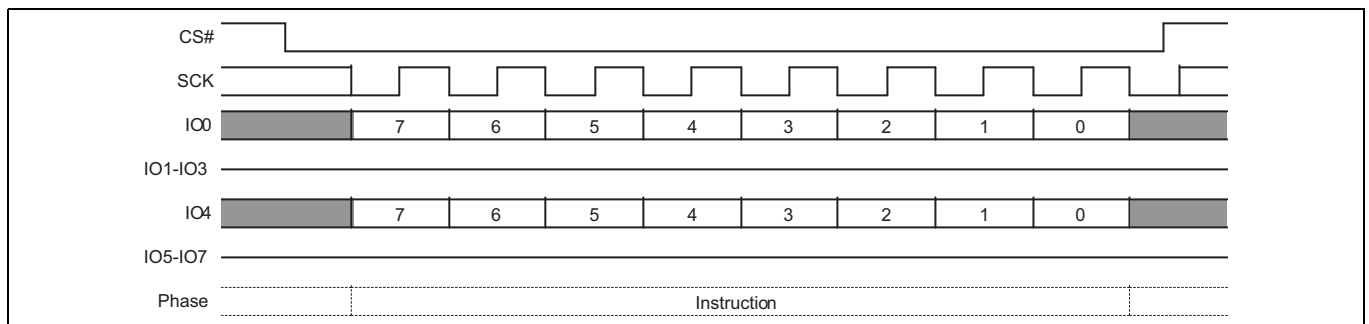 CS#
SCK
IO0 7 6 5 4 3 2 1 0
IO1-IO3
IO4 7 6 5 4 3 2 1 0
IO5-IO7
Phase Instruction